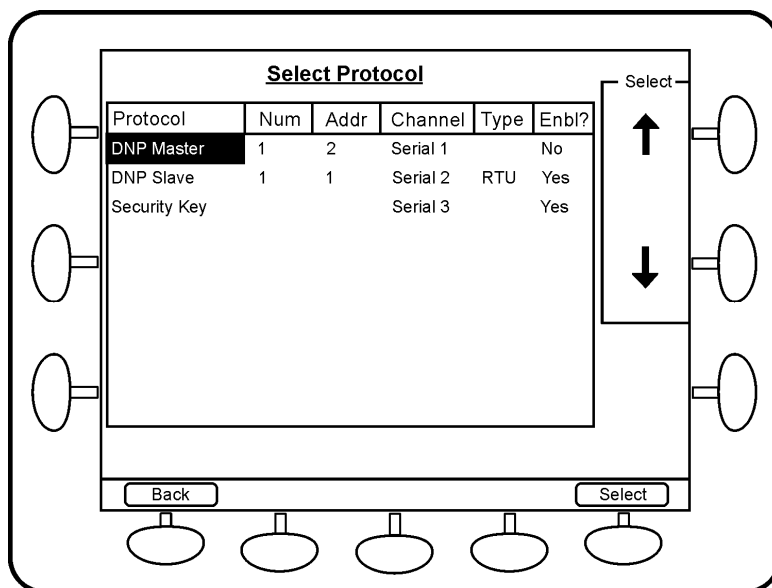 Select Protocol
Select
Protocol Num Addr Channel Type Enbl?
DNP Master 1 2 Serial 1 No
DNP Slave 1 1 Serial 2 RTU Yes
Security Key Serial 3 Yes
Back Select